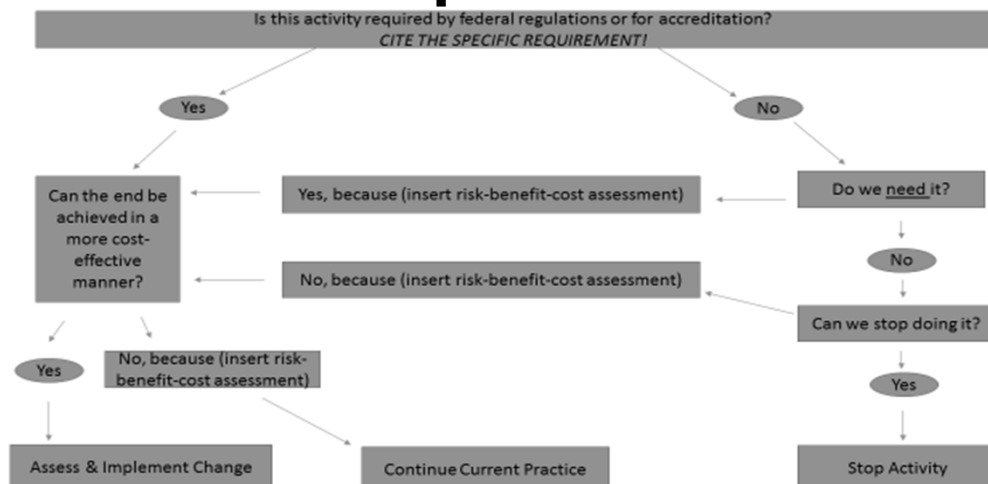 Is this activity required by federal regulations or for accreditation?
CITE THE SPECIFIC REQUIREMENT!
Yes
No
Can the end be
achieved in a
more cost-
effective
manner?
Yes, because (insert risk-benefit-cost assessment)
Do we need it?
No
No, because (insert risk-benefit-cost assessment)
Can we stop doing it?
Yes
No, because (insert risk-
benefit-cost assessment)
Yes
Assess & Implement Change
Continue Current Practice
Stop Activity